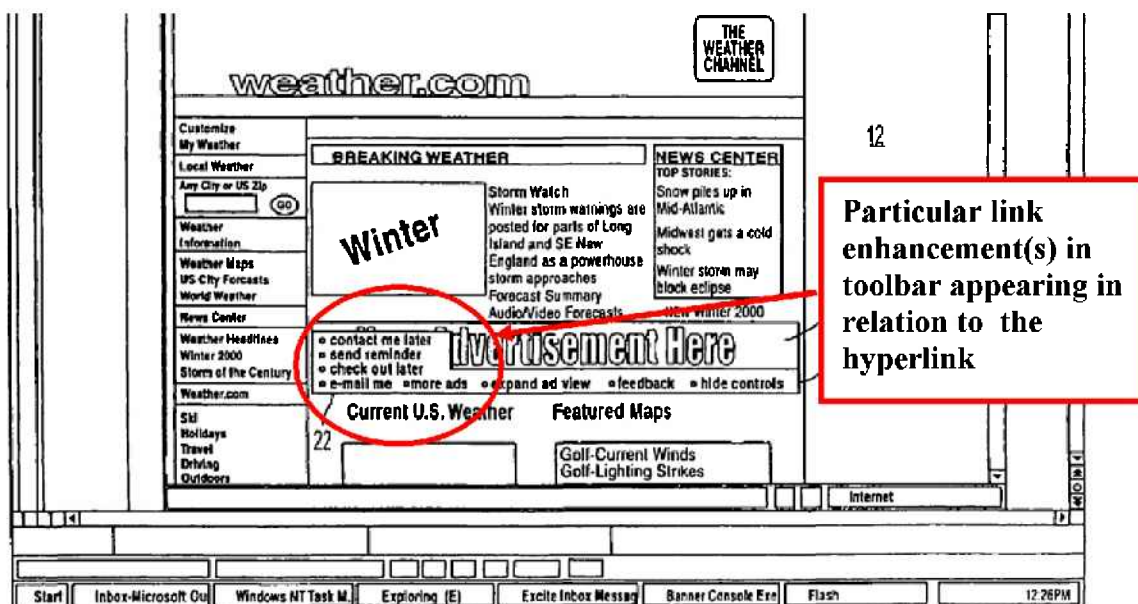 THE
WEATHER
CHANNEL
weather.com
Customize
My Weather
Local Weather
Any City or US Zip
GO
Weather
Information
Weather Maps
US City Forcasts
World Weather
News Center
Weather Headlines
Winter 2000
Storms of the Century
Weather.com
Ski
Holidays
Travel
Driving
Outdoors
BREAKING WEATHER
Winter
Storm Watch
Winter storm warnings are
posted for parts of Long
Island and SE New
England as a powerhouse
storm approaches
Forecast Summary
Audio/Video Forecasts
NEWS CENTER
TOP STORIES:
Snow piles up in
Mid-Atlantic
Midwest gets a cold
shock
Winter storm may
block eclipse
Winter 2000
12
Particular link
enhancement(s) in
toolbar appearing in
relation to the
hyperlink
Advertisement Here
contact me later
send reminder
check out later
e-mail me more ads expand ad view feedback hide controls
22
Current U.S. Weather Featured Maps
Golf-Current Winds
Golf-Lighting Strikes
Internet
Start Inbox-Microsoft Ou Windows NT Task M. Exploring (E) Excite Inbox Messag Banner Console Ere Flash 12:26PM